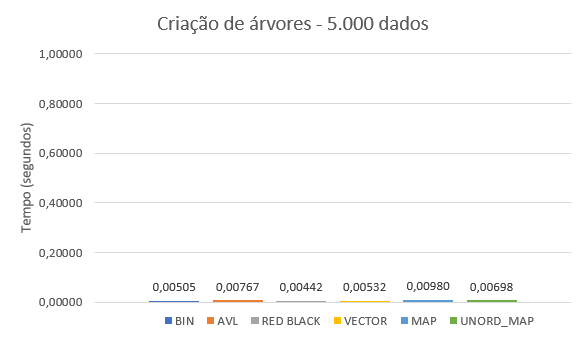 Criação de árvores - 5.000 dados
1,00000
0,80000
0,60000
0,40000
0,20000
0,00000
Tempo (segundos)
0,00505 0,00767 0,00442 0,00532 0,00980 0,00698
BIN AVL RED BLACK VECTOR MAP UNORD_MAP